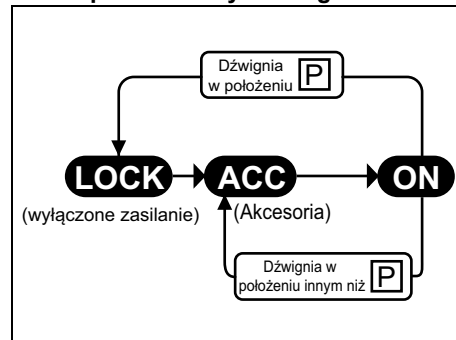 Dźwignia
w położeniu P
LOCK ACC ON
(wyłączone zasilanie) (Akcesoria)
Dźwignia w
położeniu innym niż P